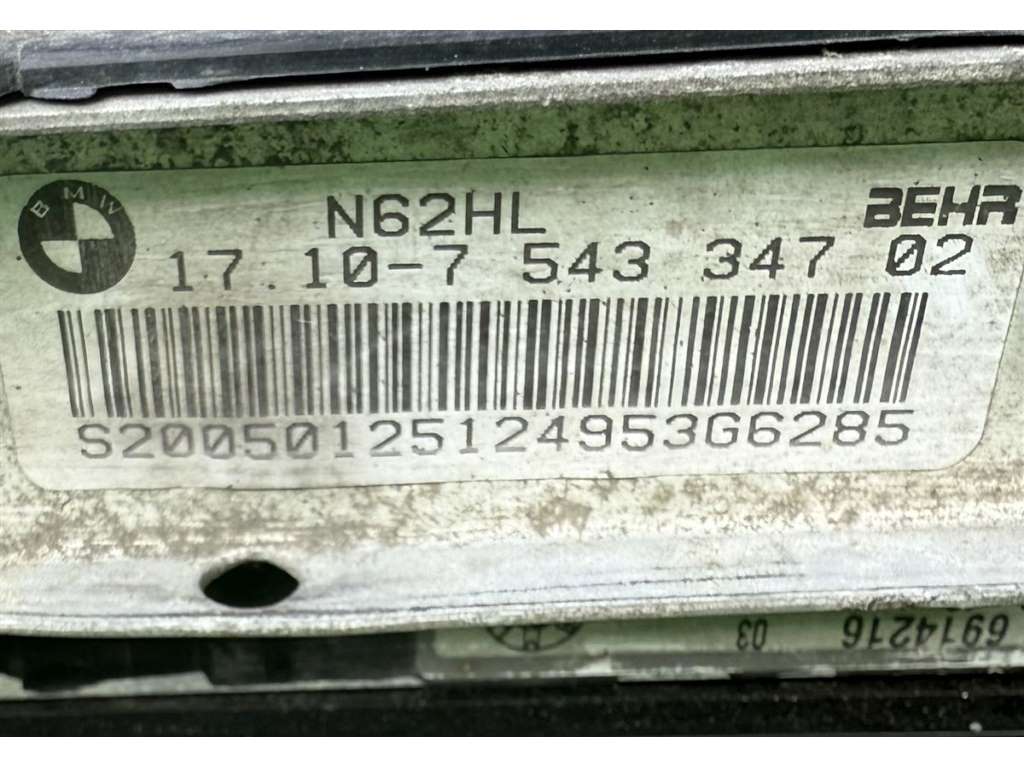 BMW
N62HL
BEHR
17.10-7 543 347 02
S20050125124953G6285
6914216 03